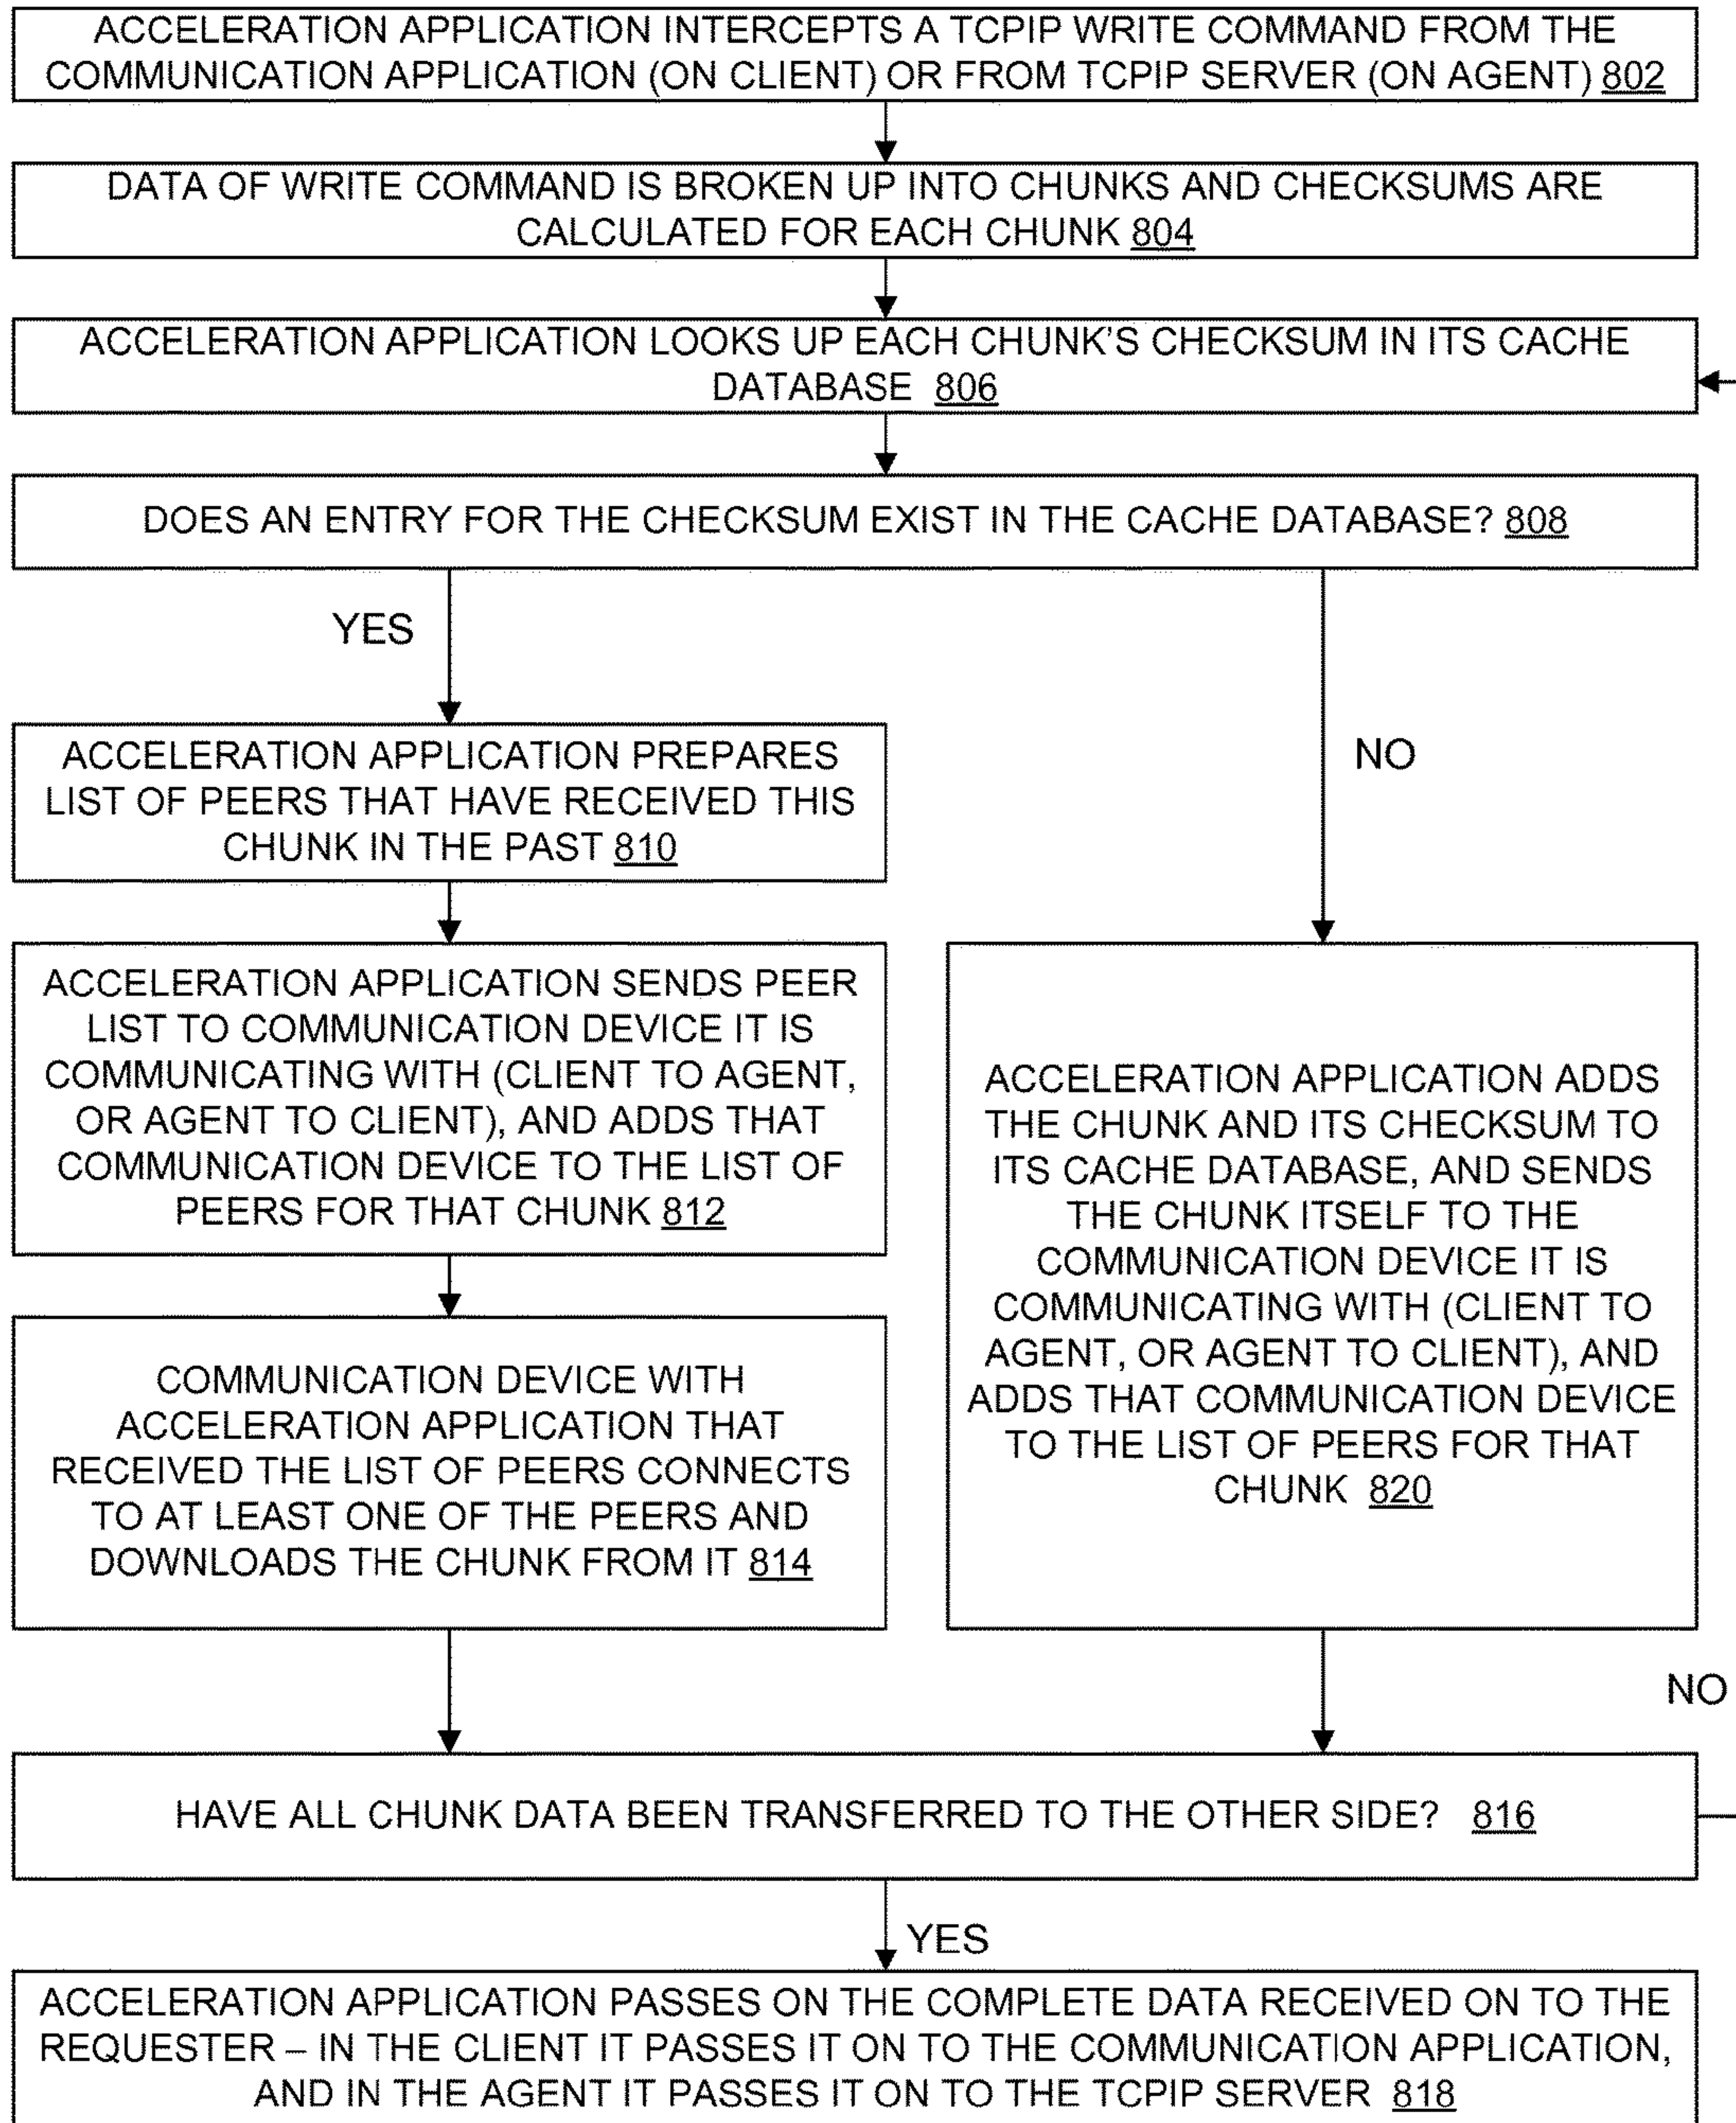 ACCELERATION APPLICATION INTERCEPTS A TCPIP WRITE COMMAND FROM THE
COMMUNICATION APPLICATION (ON CLIENT) OR FROM TCPIP SERVER (ON AGENT) 802
DATA OF WRITE COMMAND IS BROKEN UP INTO CHUNKS AND CHECKSUMS ARE
CALCULATED FOR EACH CHUNK 804
ACCELERATION APPLICATION LOOKS UP EACH CHUNK'S CHECKSUM IN ITS CACHE
DATABASE 806
DOES AN ENTRY FOR THE CHECKSUM EXIST IN THE CACHE DATABASE? 808
YES
ACCELERATION APPLICATION PREPARES
LIST OF PEERS THAT HAVE RECEIVED THIS
CHUNK IN THE PAST 810
ACCELERATION APPLICATION SENDS PEER
LIST TO COMMUNICATION DEVICE IT IS
COMMUNICATING WITH (CLIENT TO AGENT,
OR AGENT TO CLIENT), AND ADDS THAT
COMMUNICATION DEVICE TO THE LIST OF
PEERS FOR THAT CHUNK 812
COMMUNICATION DEVICE WITH
ACCELERATION APPLICATION THAT
RECEIVED THE LIST OF PEERS CONNECTS
TO AT LEAST ONE OF THE PEERS AND
DOWNLOADS THE CHUNK FROM IT 814
NO
ACCELERATION APPLICATION ADDS
THE CHUNK AND ITS CHECKSUM TO
ITS CACHE DATABASE, AND SENDS
THE CHUNK ITSELF TO THE
COMMUNICATION DEVICE IT IS
COMMUNICATING WITH (CLIENT TO
AGENT, OR AGENT TO CLIENT), AND
ADDS THAT COMMUNICATION DEVICE
TO THE LIST OF PEERS FOR THAT
CHUNK 820
NO
HAVE ALL CHUNK DATA BEEN TRANSFERRED TO THE OTHER SIDE? 816
YES
ACCELERATION APPLICATION PASSES ON THE COMPLETE DATA RECEIVED ON TO THE
REQUESTER – IN THE CLIENT IT PASSES IT ON TO THE COMMUNICATION APPLICATION,
AND IN THE AGENT IT PASSES IT ON TO THE TCPIP SERVER 818